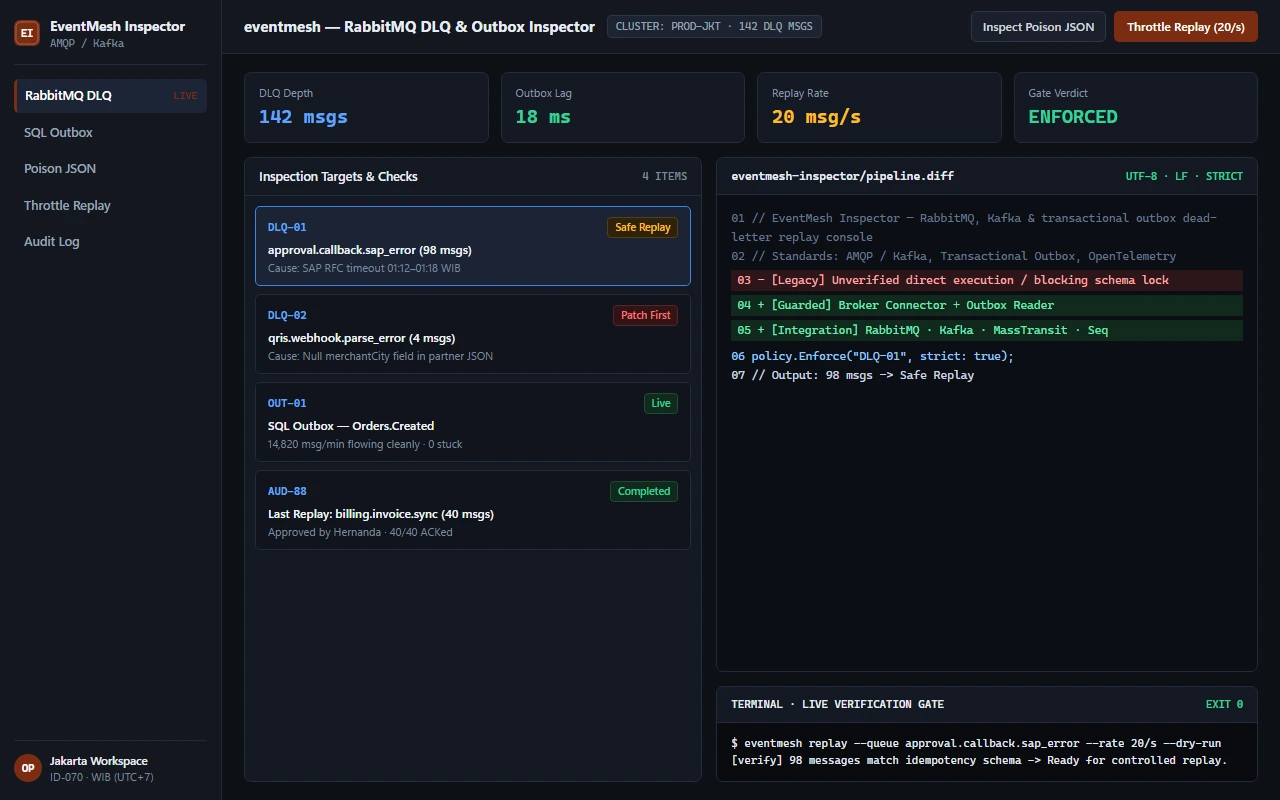 EI
EventMesh Inspector
AMQP / Kafka
RabbitMQ DLQ
LIVE
SQL Outbox
Poison JSON
Throttle Replay
Audit Log
OP
Jakarta Workspace
ID-070 · WIB (UTC+7)
eventmesh — RabbitMQ DLQ & Outbox Inspector
CLUSTER: PROD-JKT · 142 DLQ MSGS
Inspect Poison JSON
Throttle Replay (20/s)
DLQ Depth
142 msgs
Outbox Lag
18 ms
Replay Rate
20 msg/s
Gate Verdict
ENFORCED
Inspection Targets & Checks
4 ITEMS
DLQ-01
Safe Replay
approval.callback.sap_error (98 msgs)
Cause: SAP RFC timeout 01:12–01:18 WIB
DLQ-02
Patch First
qris.webhook.parse_error (4 msgs)
Cause: Null merchantCity field in partner JSON
OUT-01
Live
SQL Outbox — Orders.Created
14,820 msg/min flowing cleanly · 0 stuck
AUD-88
Completed
Last Replay: billing.invoice.sync (40 msgs)
Approved by Hernanda · 40/40 ACKed
eventmesh-inspector/pipeline.diff
UTF-8 · LF · STRICT
01 // EventMesh Inspector — RabbitMQ, Kafka & transactional outbox dead-
letter replay console
02 // Standards: AMQP / Kafka, Transactional Outbox, OpenTelemetry
03 - [Legacy] Unverified direct execution / blocking schema lock
04 + [Guarded] Broker Connector + Outbox Reader
05 + [Integration] RabbitMQ · Kafka · MassTransit · Seq
06 policy.Enforce("DLQ-01", strict: true);
07 // Output: 98 msgs -> Safe Replay
TERMINAL · LIVE VERIFICATION GATE
EXIT 0
$ eventmesh replay --queue approval.callback.sap_error --rate 20/s --dry-run
[verify] 98 messages match idempotency schema -> Ready for controlled replay.